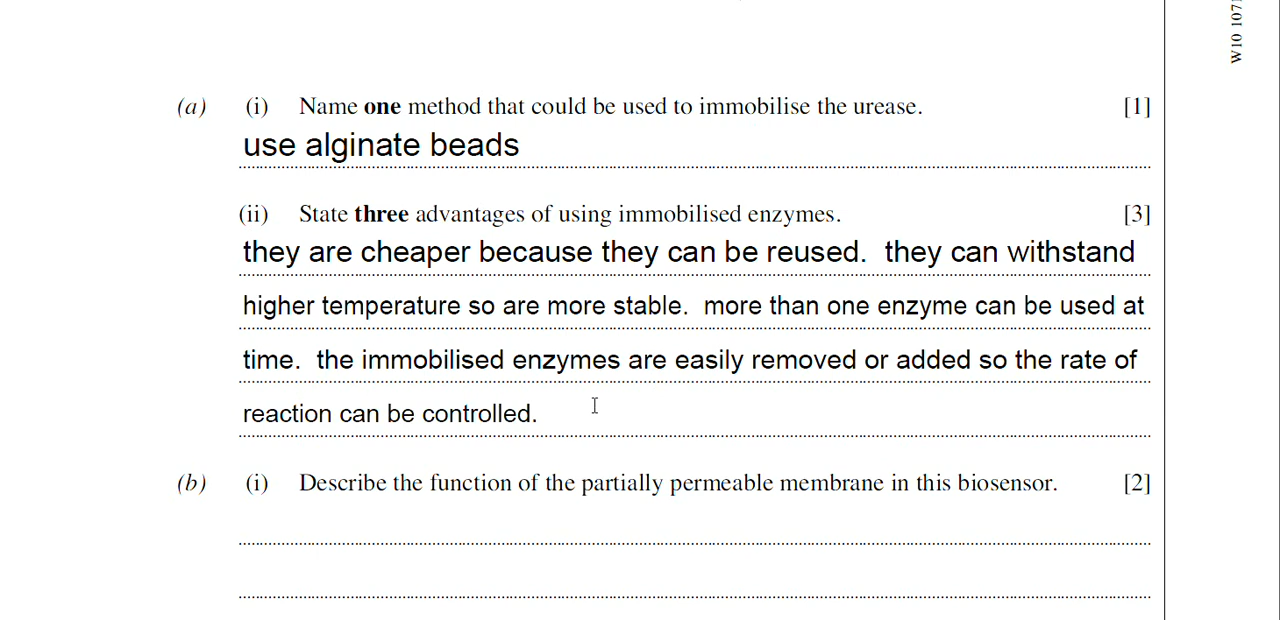 W10 1071
(a) (i) Name one method that could be used to immobilise the urease. [1]
use alginate beads
(ii) State three advantages of using immobilised enzymes. [3]
they are cheaper because they can be reused. they can withstand
higher temperature so are more stable. more than one enzyme can be used at
time. the immobilised enzymes are easily removed or added so the rate of
reaction can be controlled.
(b) (i) Describe the function of the partially permeable membrane in this biosensor. [2]